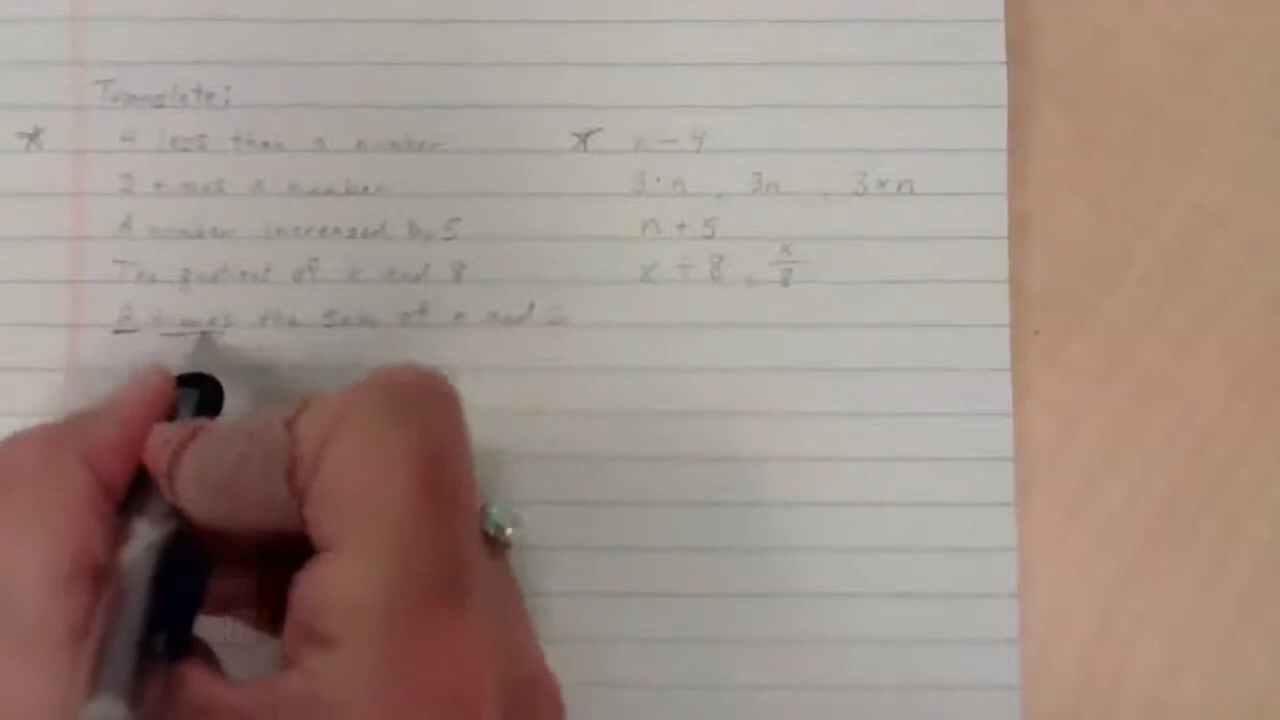 Translate:
* 4 less than a number * n - 4
3 times a number 3 · n , 3n , 3 × n
A number increased by 5 n + 5
The quotient of x and 8 x ÷ 8 , x/8
times the sum of n and